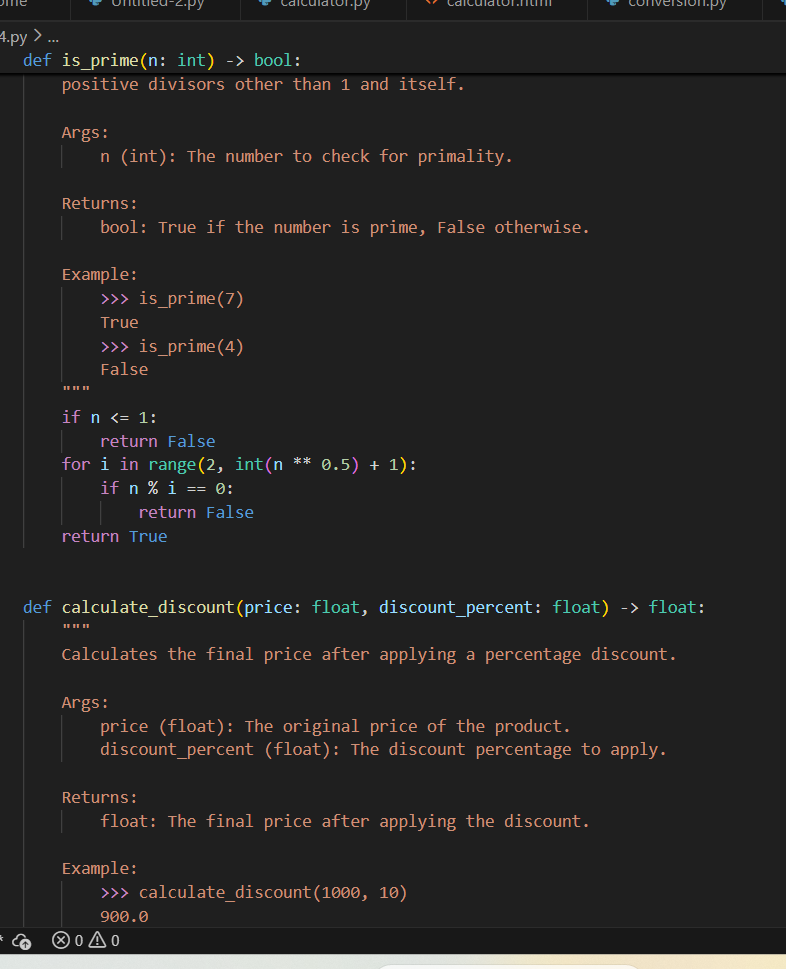 Untitled-2.py calculator.py calculator.html conversion.py
4.py > ...
def is_prime(n: int) -> bool:
positive divisors other than 1 and itself.
Args:
n (int): The number to check for primality.
Returns:
bool: True if the number is prime, False otherwise.
Example:
>>> is_prime(7)
True
>>> is_prime(4)
False
"""
if n <= 1:
return False
for i in range(2, int(n ** 0.5) + 1):
if n % i == 0:
return False
return True
def calculate_discount(price: float, discount_percent: float) -> float:
"""
Calculates the final price after applying a percentage discount.
Args:
price (float): The original price of the product.
discount_percent (float): The discount percentage to apply.
Returns:
float: The final price after applying the discount.
Example:
>>> calculate_discount(1000, 10)
900.0
0 0